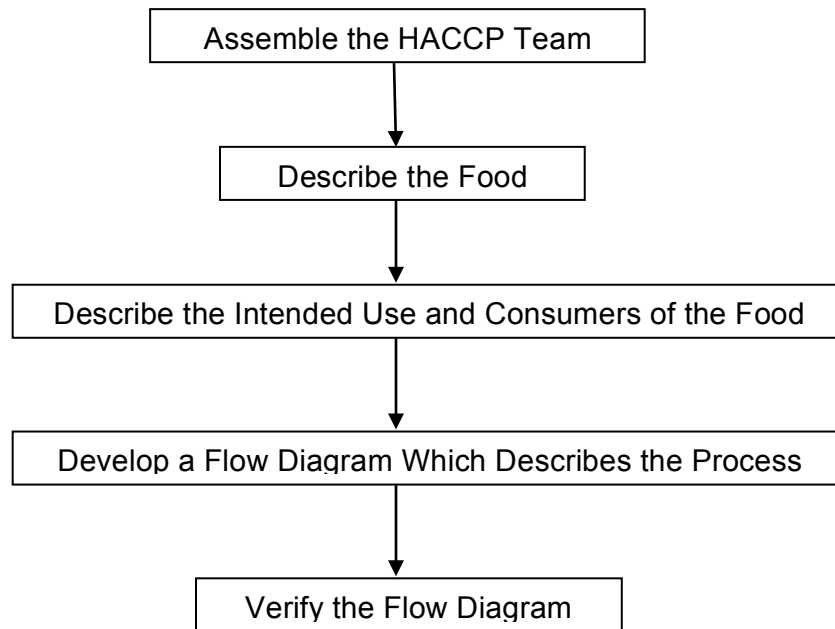 Assemble the HACCP Team
Describe the Food
Describe the Intended Use and Consumers of the Food
Develop a Flow Diagram Which Describes the Process
Verify the Flow Diagram